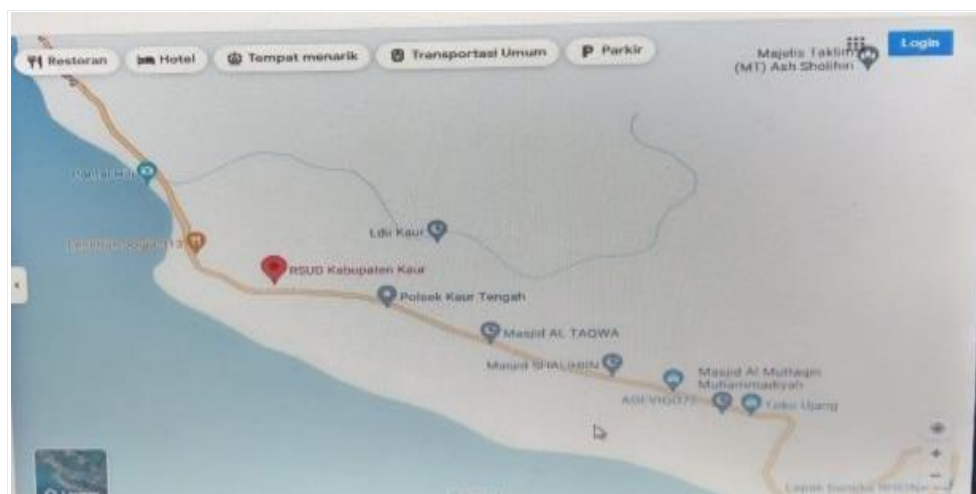 Restoran
Hotel
Tempat menarik
Transportasi Umum
P Parkir
Majelis Taklim
(MT) Ash Sholihin
Login
Ldii Kaur
RSUD Kabupaten Kaur
Polsek Kaur Tengah
Masjid AL TAQWA
Masjid SHALIHIN
Masjid Al Muttaqin
Muhammadiyah
Toko Ujang